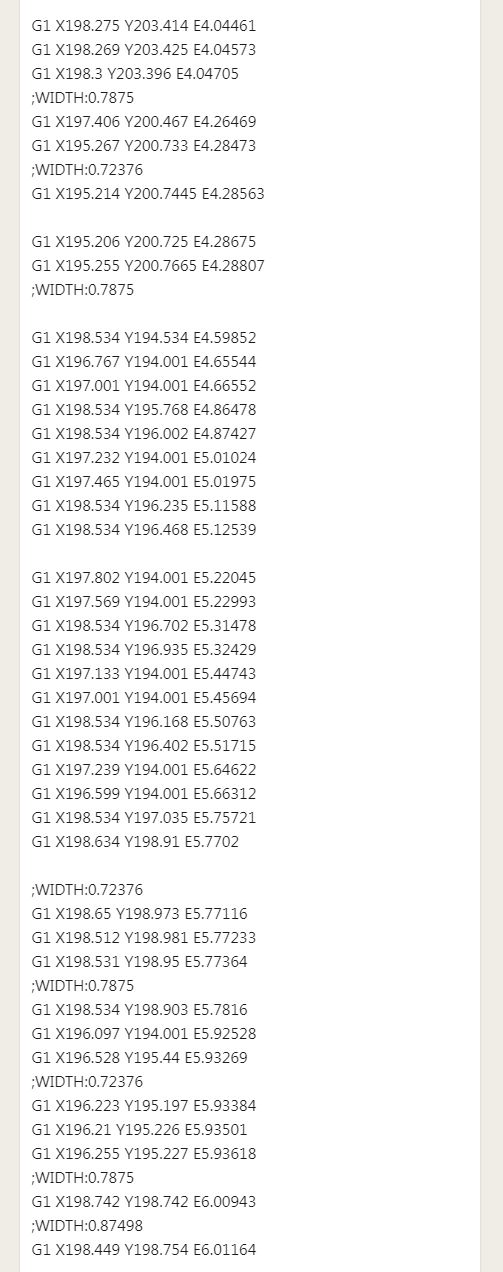 G1 X198.275 Y203.414 E4.04461
G1 X198.269 Y203.425 E4.04573
G1 X198.3 Y203.396 E4.04705
;WIDTH:0.7875
G1 X197.406 Y200.467 E4.26469
G1 X195.267 Y200.733 E4.28473
;WIDTH:0.72376
G1 X195.214 Y200.7445 E4.28563
G1 X195.206 Y200.725 E4.28675
G1 X195.255 Y200.7665 E4.28807
;WIDTH:0.7875
G1 X198.534 Y194.534 E4.59852
G1 X196.767 Y194.001 E4.65544
G1 X197.001 Y194.001 E4.66552
G1 X198.534 Y195.768 E4.86478
G1 X198.534 Y196.002 E4.87427
G1 X197.232 Y194.001 E5.01024
G1 X197.465 Y194.001 E5.01975
G1 X198.534 Y196.235 E5.11588
G1 X198.534 Y196.468 E5.12539
G1 X197.802 Y194.001 E5.22045
G1 X197.569 Y194.001 E5.22993
G1 X198.534 Y196.702 E5.31478
G1 X198.534 Y196.935 E5.32429
G1 X197.133 Y194.001 E5.44743
G1 X197.001 Y194.001 E5.45694
G1 X198.534 Y196.168 E5.50763
G1 X198.534 Y196.402 E5.51715
G1 X197.239 Y194.001 E5.64622
G1 X196.599 Y194.001 E5.66312
G1 X198.534 Y197.035 E5.75721
G1 X198.634 Y198.91 E5.7702
;WIDTH:0.72376
G1 X198.65 Y198.973 E5.77116
G1 X198.512 Y198.981 E5.77233
G1 X198.531 Y198.95 E5.77364
;WIDTH:0.7875
G1 X198.534 Y198.903 E5.7816
G1 X196.097 Y194.001 E5.92528
G1 X196.528 Y195.44 E5.93269
;WIDTH:0.72376
G1 X196.223 Y195.197 E5.93384
G1 X196.21 Y195.226 E5.93501
G1 X196.255 Y195.227 E5.93618
;WIDTH:0.7875
G1 X198.742 Y198.742 E6.00943
;WIDTH:0.87498
G1 X198.449 Y198.754 E6.01164